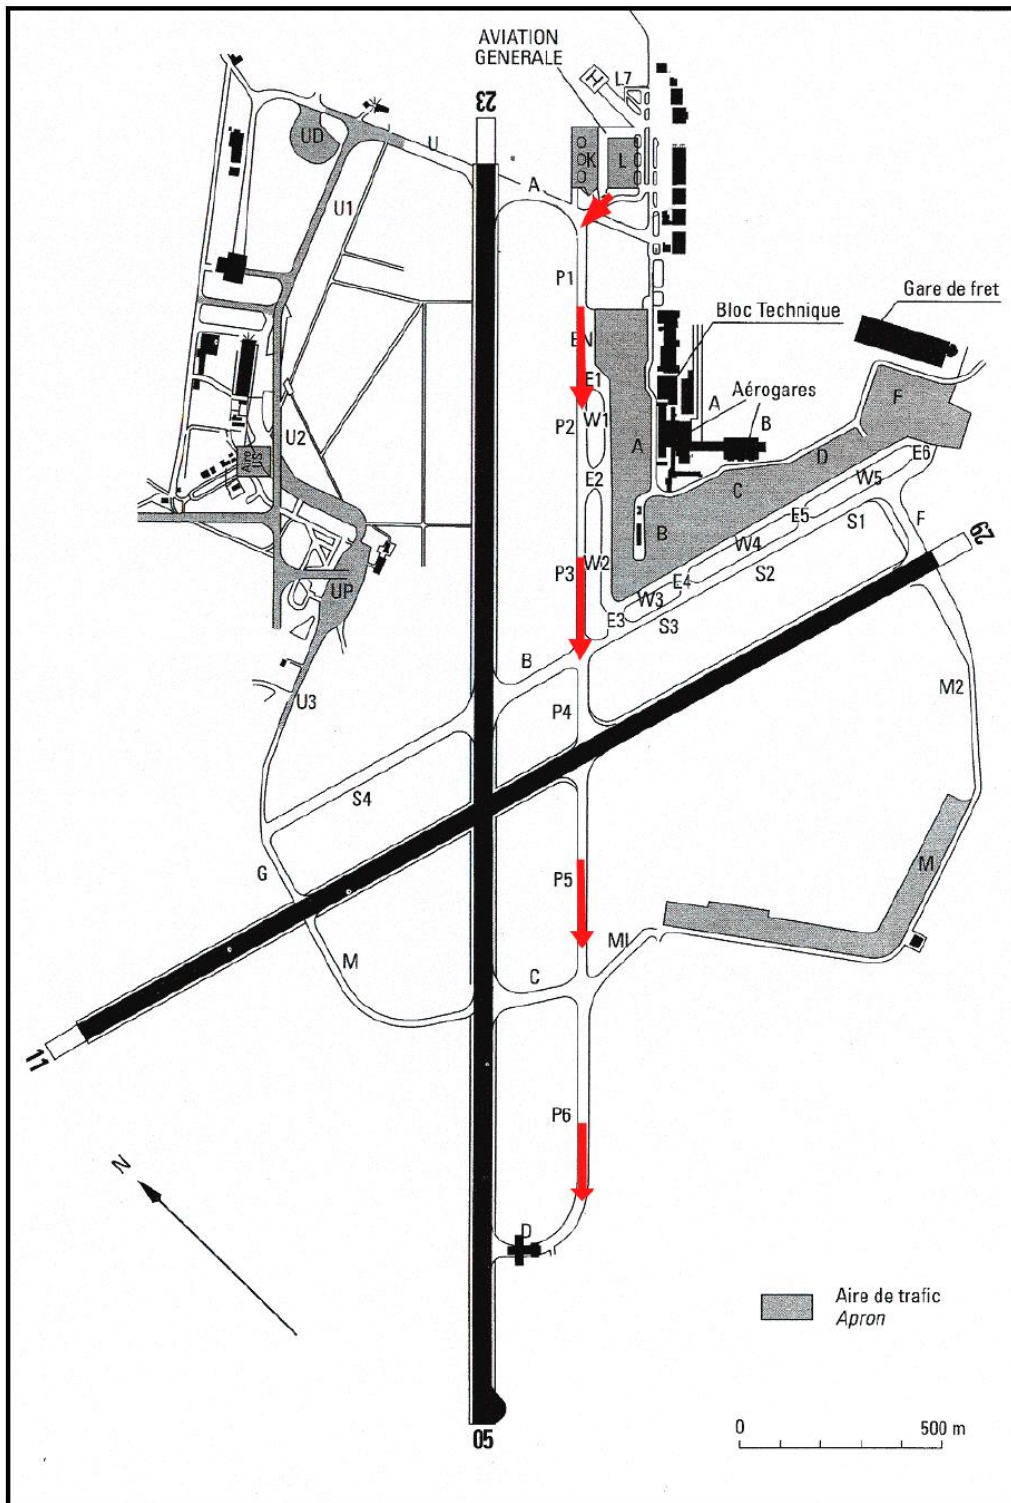 AVIATION
GENERALE
H
L7
23
UD
U
K
L
A
U1
P1
Gare de fret
Bloc Technique
EN
E1
Aérogares
A
B
F
P2
W1
A
D
E6
U2
Aire
US
E2
C
W5
E5
S1
F
B
29
P3
W2
W4
S2
E4
UP
W3
E3
S3
B
M2
U3
P4
S4
G
P5
M
M
MI
C
11
P6
N
D
Aire de trafic
Apron
0 500 m
05